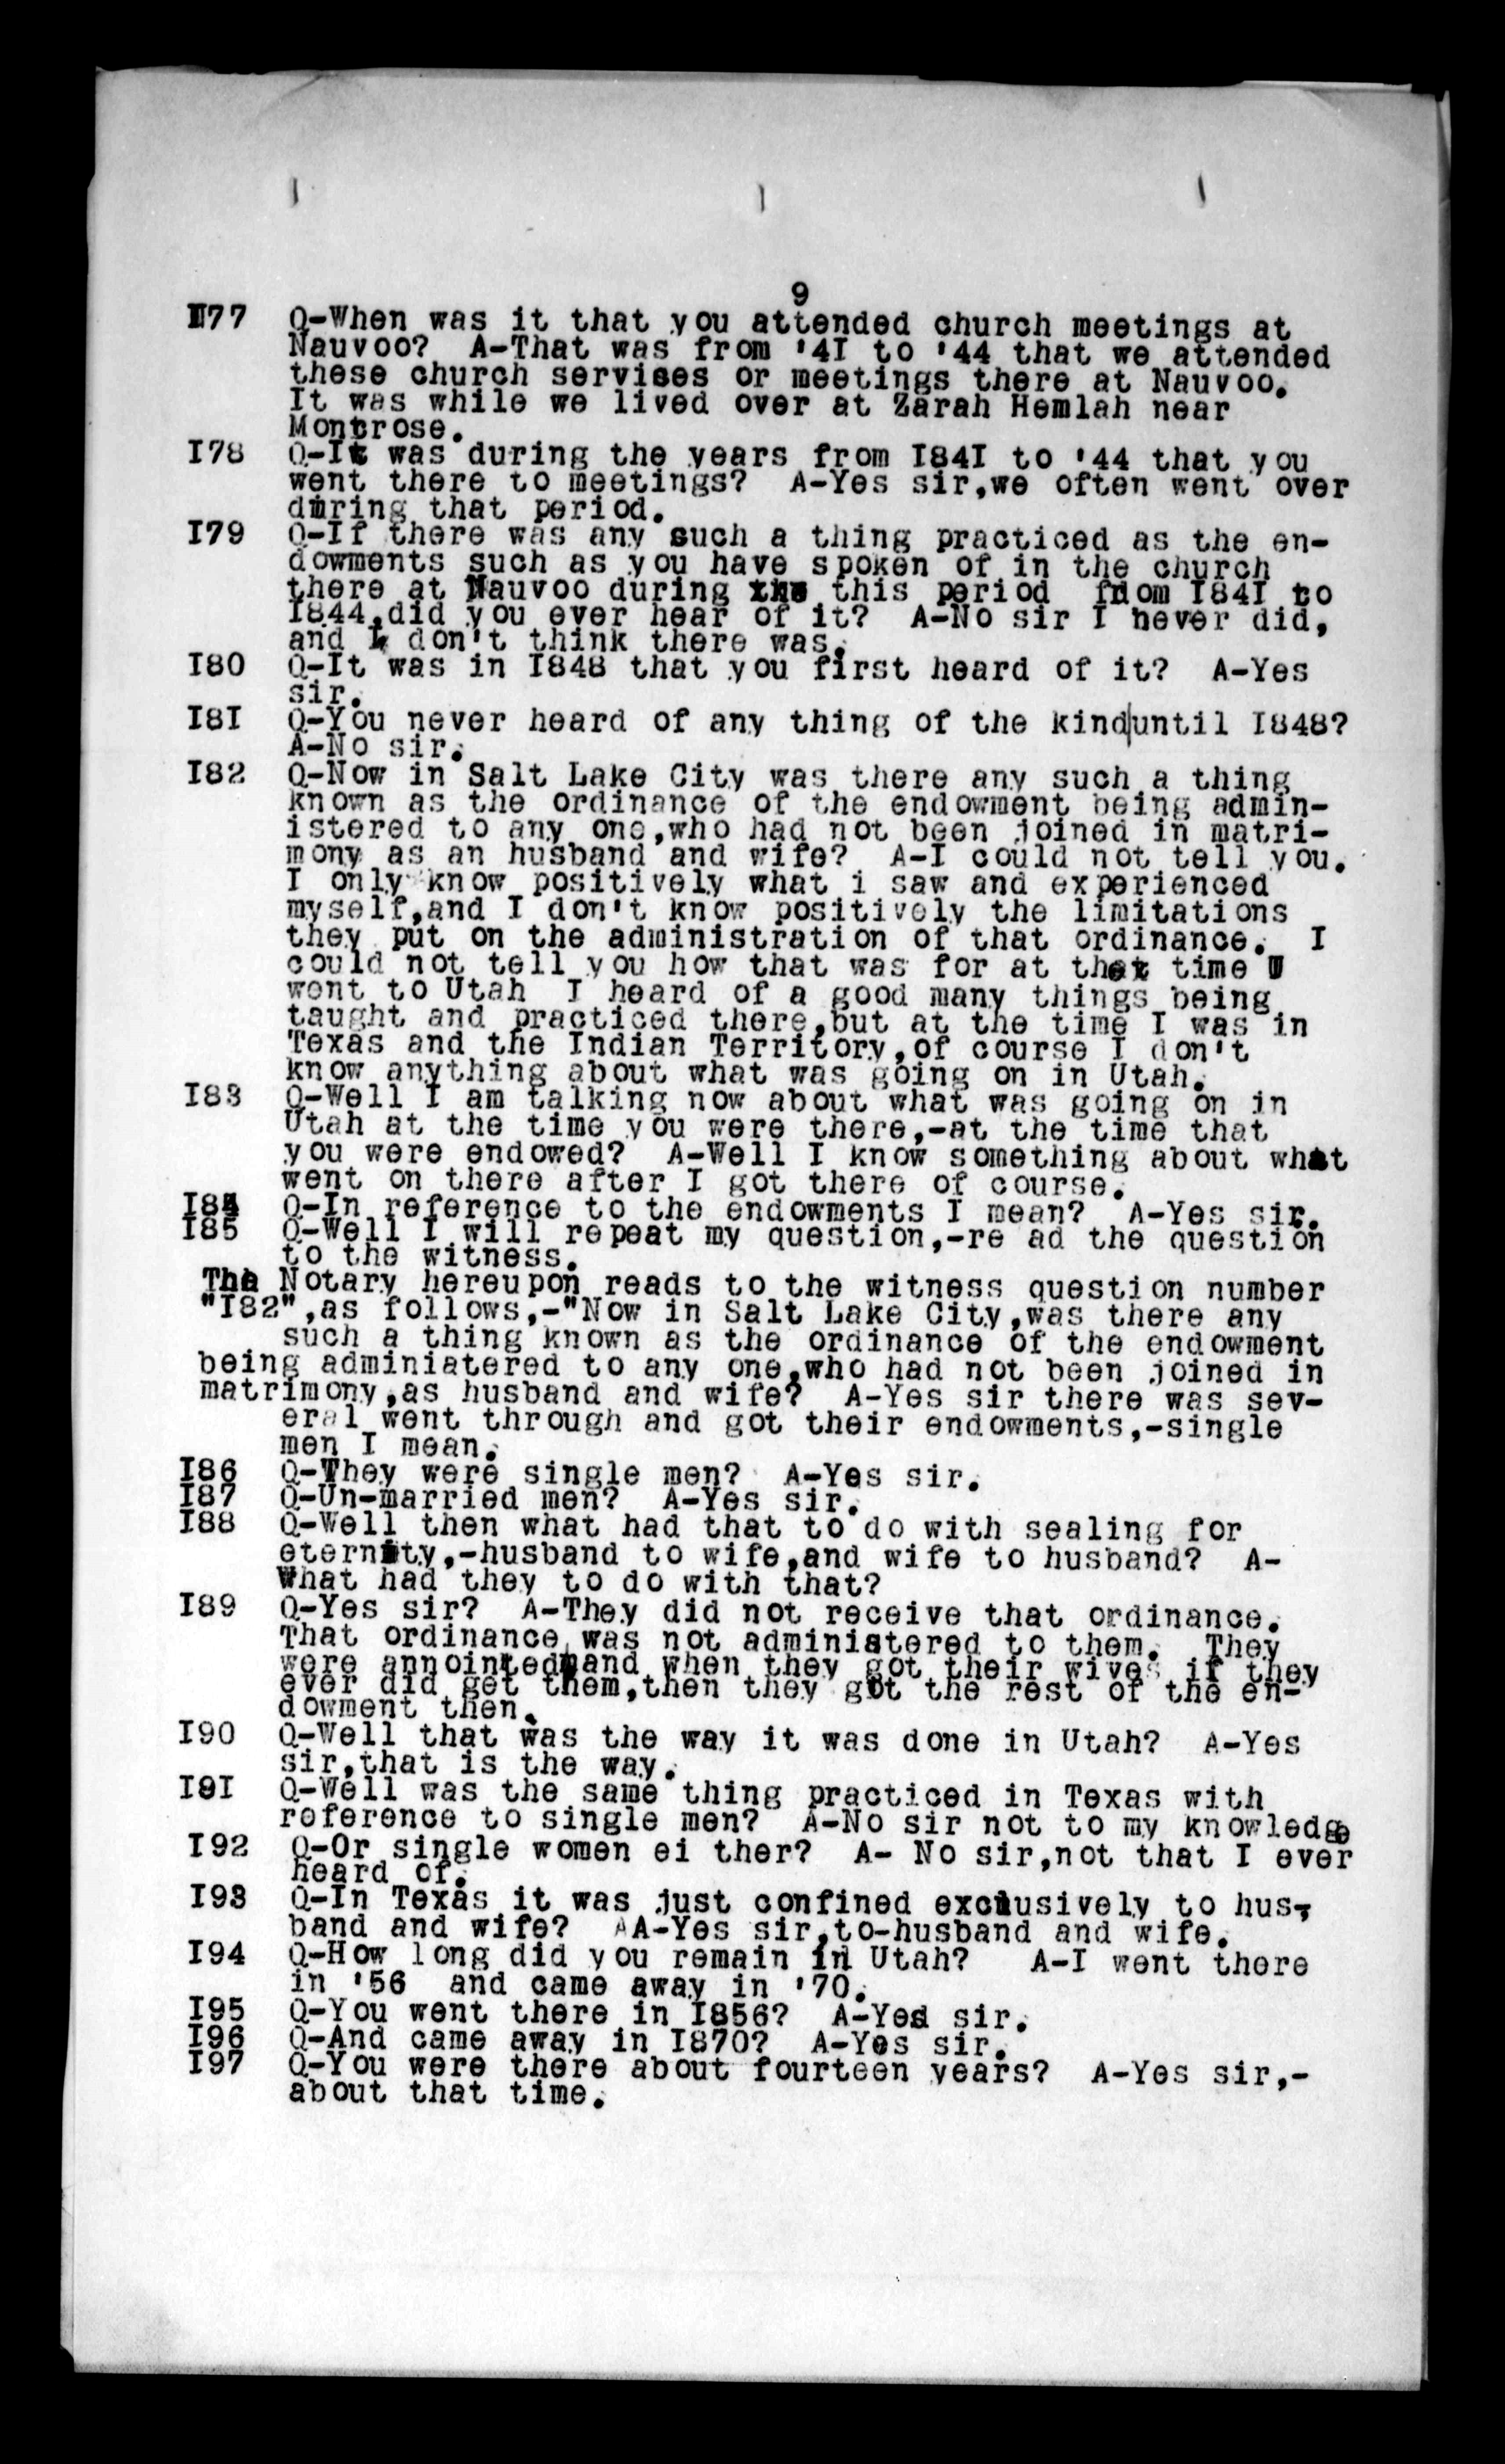 9
I77 Q-When was it that you attended church meetings at
Nauvoo? A-That was from '4I to '44 that we attended
these church servises or meetings there at Nauvoo.
It was while we lived over at Zarah Hemlah near
Montrose.
I78 Q-It was during the years from I84I to '44 that you
went there to meetings? A-Yes sir,we often went over
during that period.
I79 Q-If there was any such a thing practiced as the en-
dowments such as you have spoken of in the church
there at Nauvoo during this period from I84I to
I844,did you ever hear of it? A-No sir I never did,
and I don't think there was.
I80 Q-It was in I848 that you first heard of it? A-Yes
sir.
I8I Q-You never heard of any thing of the kind|until I848?
A-No sir.
I82 Q-Now in Salt Lake City was there any such a thing
known as the ordinance of the endowment being admin-
istered to any one,who had not been joined in matri-
mony as an husband and wife? A-I could not tell you.
I only know positively what i saw and experienced
myself,and I don't know positively the limitations
they put on the administration of that ordinance. I
could not tell you how that was for at that time I
went to Utah I heard of a good many things being
taught and practiced there,but at the time I was in
Texas and the Indian Territory,of course I don't
know anything about what was going on in Utah.
I83 Q-Well I am talking now about what was going on in
Utah at the time you were there,-at the time that
you were endowed? A-Well I know something about what
went on there after I got there of course.
I84 Q-In reference to the endowments I mean? A-Yes sir.
I85 Q-Well I will repeat my question,-re ad the question
to the witness.
The Notary hereupon reads to the witness question number
"I82",as follows,-"Now in Salt Lake City,was there any
such a thing known as the ordinance of the endowment
being adminiatered to any one,who had not been joined in
matrimony,as husband and wife? A-Yes sir there was sev-
eral went through and got their endowments,-single
men I mean.
I86 Q-They were single men? A-Yes sir.
I87 Q-Un-married men? A-Yes sir.
I88 Q-Well then what had that to do with sealing for
eternity,-husband to wife,and wife to husband? A-
What had they to do with that?
I89 Q-Yes sir? A-They did not receive that ordinance.
That ordinance was not administered to them. They
were annointed and when they got their wives if they
ever did get them,then they got the rest of the en-
dowment then.
I90 Q-Well that was the way it was done in Utah? A-Yes
sir,that is the way.
I9I Q-Well was the same thing practiced in Texas with
reference to single men? A-No sir not to my knowledge
I92 Q-Or single women ei ther? A- No sir,not that I ever
heard of.
I93 Q-In Texas it was just confined exclusively to hus-
band and wife? AA-Yes sir,to-husband and wife.
I94 Q-How long did you remain in Utah? A-I went there
in '56 and came away in '70.
I95 Q-You went there in I856? A-Yes sir.
I96 Q-And came away in I870? A-Yes sir.
I97 Q-You were there about fourteen years? A-Yes sir,-
about that time.